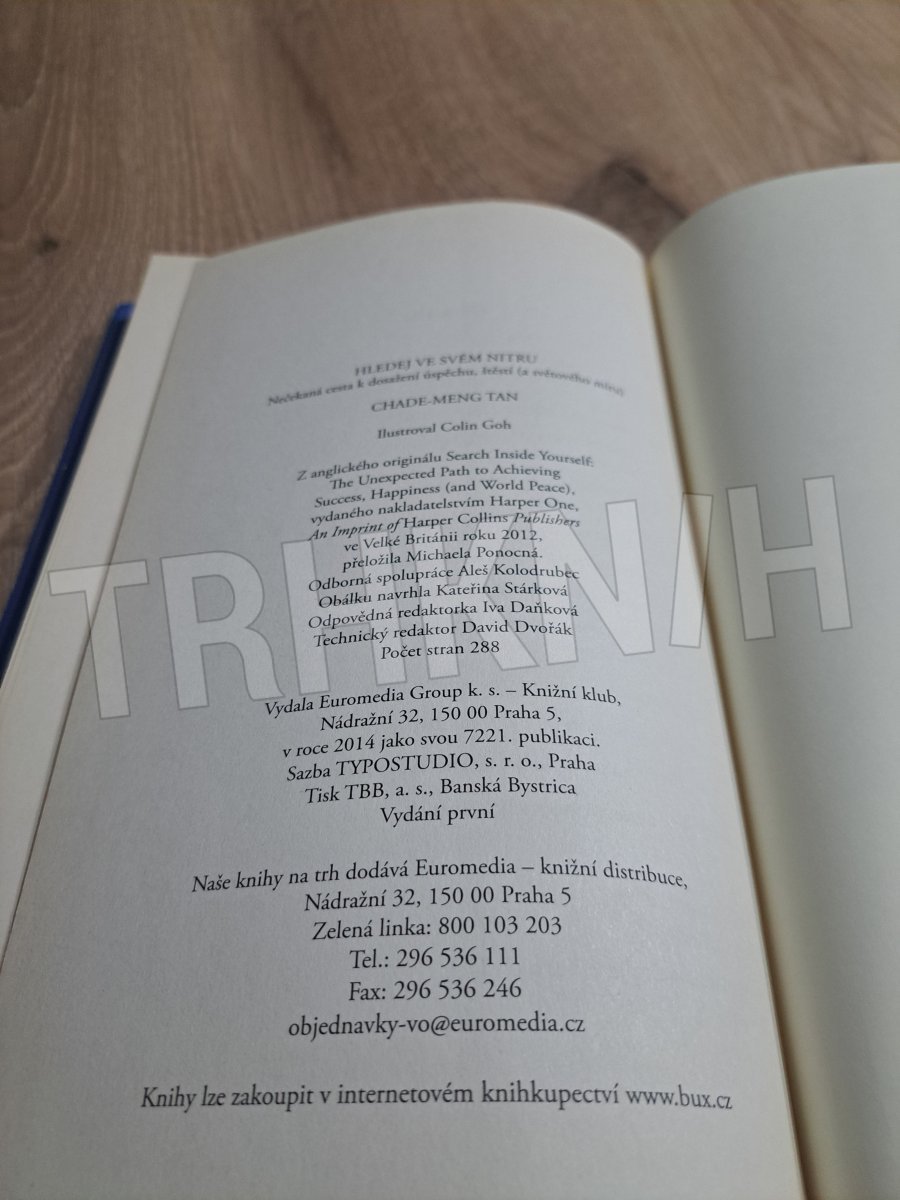 HLEDEJ VE SVÉM NITRU
Nečekaná cesta k dosažení úspěchu, štěstí (a světového míru)
CHADE-MENG TAN
Ilustroval Colin Goh
Z anglického originálu Search Inside Yourself:
The Unexpected Path to Achieving
Success, Happiness (and World Peace),
vydaného nakladatelstvím Harper One,
An Imprint of Harper Collins Publishers
ve Velké Británii roku 2012,
přeložila Michaela Ponocná.
Odborná spolupráce Aleš Kolodrubec
Obálku navrhla Kateřina Stárková
Odpovědná redaktorka Iva Daňková
Technický redaktor David Dvořák
Počet stran 288
Vydala Euromedia Group k. s. – Knižní klub,
Nádražní 32, 150 00 Praha 5,
v roce 2014 jako svou 7221. publikaci.
Sazba TYPOSTUDIO, s. r. o., Praha
Tisk TBB, a. s., Banská Bystrica
Vydání první
Naše knihy na trh dodává Euromedia – knižní distribuce,
Nádražní 32, 150 00 Praha 5
Zelená linka: 800 103 203
Tel.: 296 536 111
Fax: 296 536 246
objednavky-vo@euromedia.cz
Knihy lze zakoupit v internetovém knihkupectví www.bux.cz
TRHKNIH